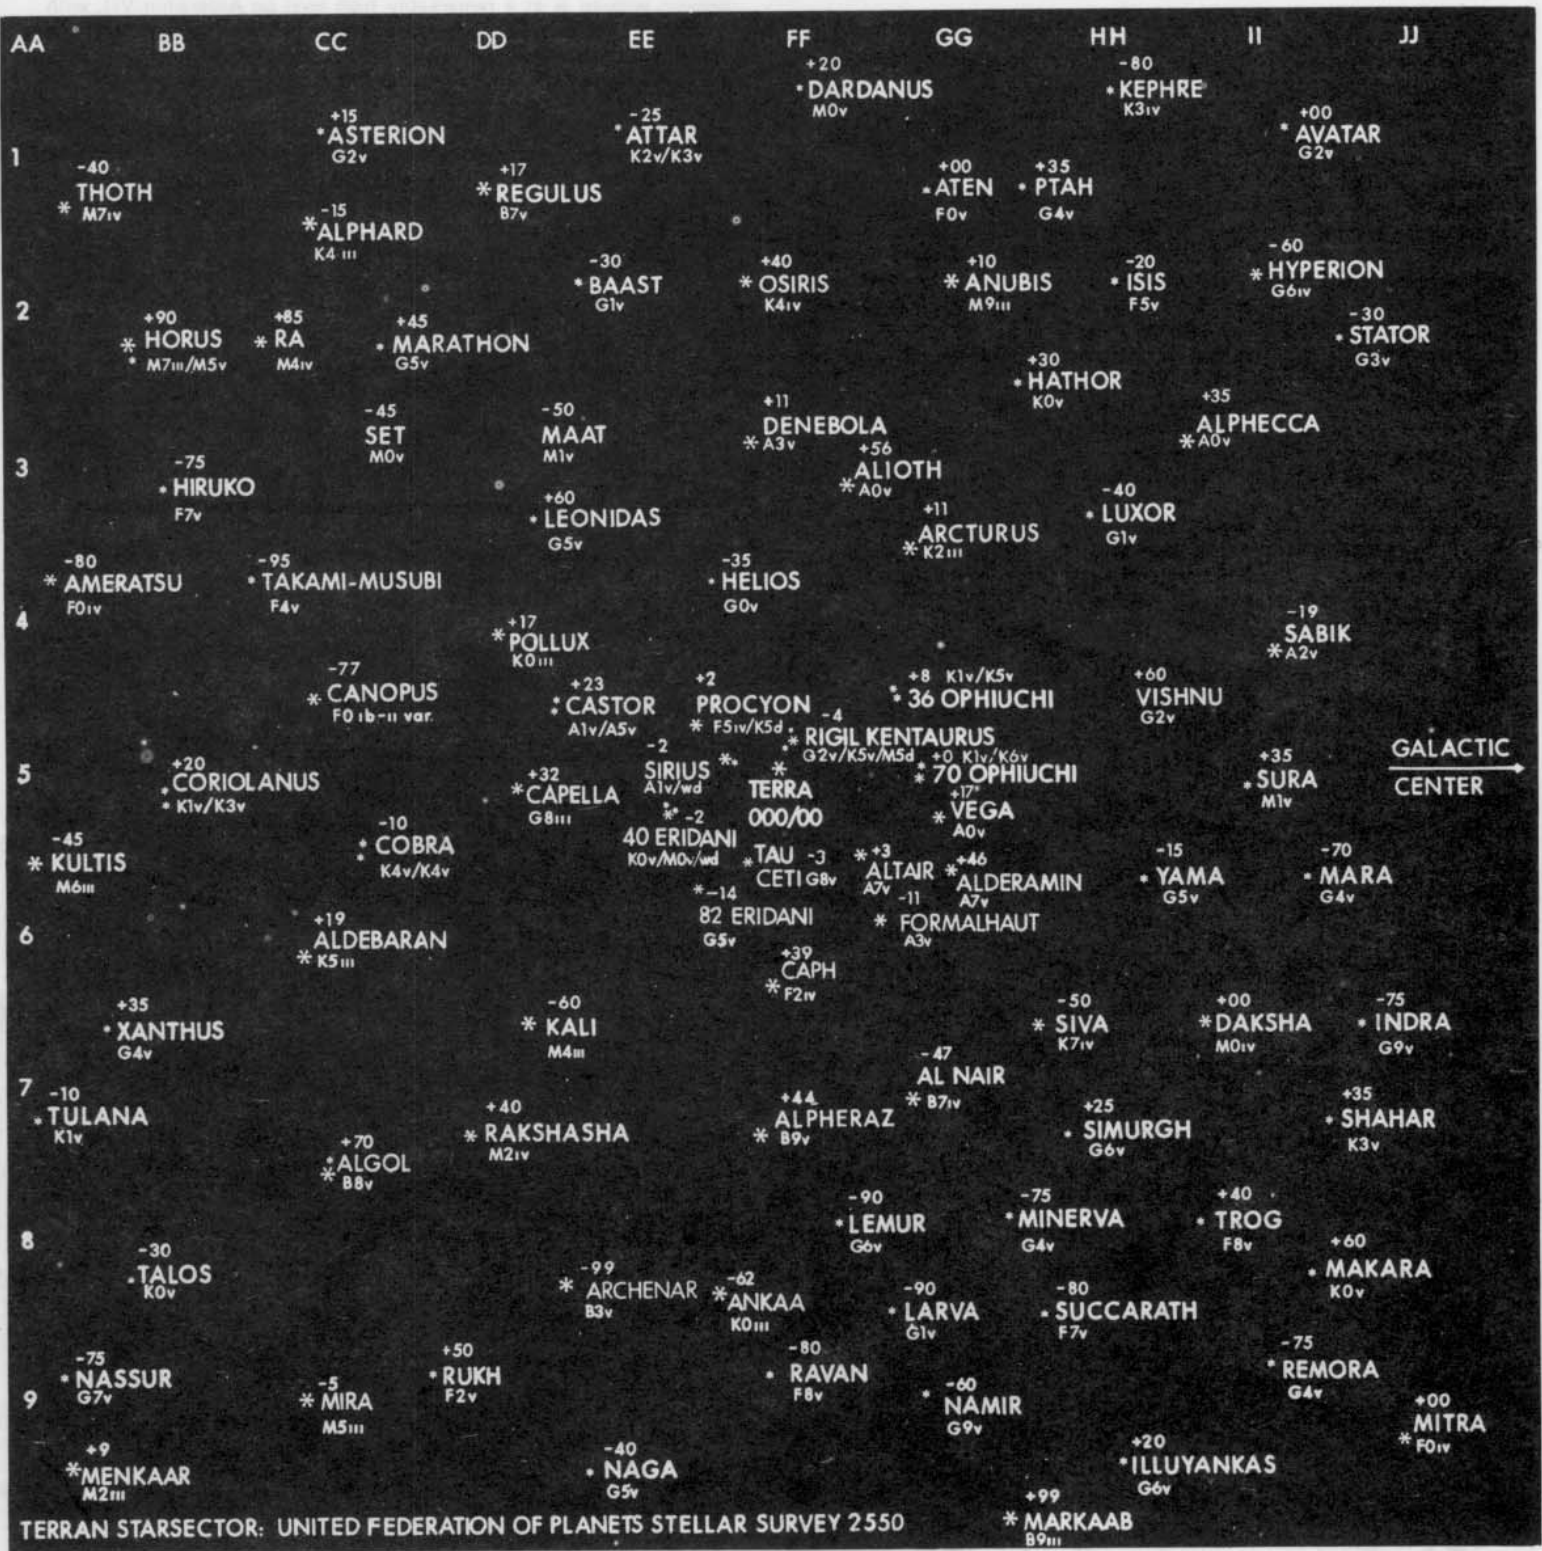 AA BB CC DD EE FF GG HH II JJ
+20
DARDANUS
M0v
-80
KEPHRE
K3iv
+15
ASTERION
G2v
-25
ATTAR
K2v/K3v
+00
AVATAR
G2v
1
-40
THOTH
M7iv
+17
REGULUS
B7v
+00
ATEN
F0v
+35
PTAH
G4v
-15
ALPHARD
K4 iii
-30
BAAST
G1v
+40
OSIRIS
K4iv
+10
ANUBIS
M9iii
-20
ISIS
F5v
-60
HYPERION
G6iv
2
+90
HORUS
M7iii/M5v
+85
RA
M4iv
+45
MARATHON
G5v
-30
STATOR
G3v
+30
HATHOR
K0v
-45
SET
M0v
-50
MAAT
M1v
+11
DENEBOLA
A3v
+35
ALPHECCA
A0v
3
-75
HIRUKO
F7v
+56
ALIOTH
A0v
+60
LEONIDAS
G5v
+11
ARCTURUS
K2iii
-40
LUXOR
G1v
-80
AMERATSU
F0iv
-95
TAKAMI-MUSUBI
F4v
-35
HELIOS
G0v
4
+17
POLLUX
K0iii
-19
SABIK
A2v
-77
CANOPUS
F0 ib-ii var.
+23
CASTOR
A1v/A5v
+2
PROCYON
F5iv/K5d
+8 K1v/K5v
36 OPHIUCHI
+60
VISHNU
G2v
-4
RIGIL KENTAURUS
G2v/K5v/M5d
GALACTIC
CENTER
5
+20
CORIOLANUS
K1v/K3v
+32
CAPELLA
G8iii
-2
SIRIUS
A1v/wd
TERRA
000/00
+0 K1v/K6v
70 OPHIUCHI
+17
VEGA
A0v
+35
SURA
M1v
-45
KULTIS
M6iii
-10
COBRA
K4v/K4v
-2
40 ERIDANI
K0v/M0v/wd
TAU
CETI -3 G8v
+3
ALTAIR
A7v
+46
ALDERAMIN
A7v
-15
YAMA
G5v
-70
MARA
G4v
6
+19
ALDEBARAN
K5iii
-14
82 ERIDANI
G5v
-11
FORMALHAUT
A3v
+39
CAPH
F2iv
+35
XANTHUS
G4v
-60
KALI
M4iii
-50
SIVA
K7iv
+00
DAKSHA
M0iv
-75
INDRA
G9v
7
-10
TULANA
K1v
-47
AL NAIR
B7iv
+40
RAKSHASHA
M2iv
+44
ALPHERAZ
B9v
+25
SIMURGH
G6v
+35
SHAHAR
K3v
+70
ALGOL
B8v
8
-90
LEMUR
G6v
-75
MINERVA
G4v
+40
TROG
F8v
-30
TALOS
K0v
-99
ARCHENAR
B3v
-62
ANKAA
K0iii
-90
LARVA
G1v
-80
SUCCARATH
F7v
+60
MAKARA
K0v
9
-75
NASSUR
G7v
-5
MIRA
M5iii
+50
RUKH
F2v
-80
RAVAN
F8v
-60
NAMIR
G9v
-75
REMORA
G4v
+00
MITRA
F0iv
+9
MENKAAR
M2iii
-40
NAGA
G5v
+20
ILLUYANKAS
G6v
+99
MARKAAB
B9iii
TERRAN STARSECTOR: UNITED FEDERATION OF PLANETS STELLAR SURVEY 2550